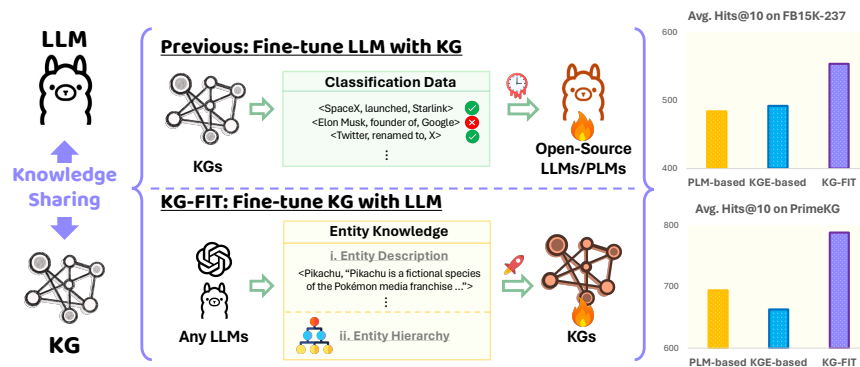 LLM
Knowledge
Sharing
KG
Previous: Fine-tune LLM with KG
KGs
Classification Data
<SpaceX, launched, Starlink>
<Elon Musk, founder of, Google>
<Twitter, renamed to, X>
⋮
Open-Source
LLMs/PLMs
KG-FIT: Fine-tune KG with LLM
Any LLMs
Entity Knowledge
i. Entity Description
<Pikachu, “Pikachu is a fictional species
of the Pokémon media franchise ...”>
⋮
ii. Entity Hierarchy
KGs
Avg. Hits@10 on FB15K-237
600
500
400
PLM-based KGE-based KG-FIT
Avg. Hits@10 on PrimeKG
800
700
600
PLM-based KGE-based KG-FIT